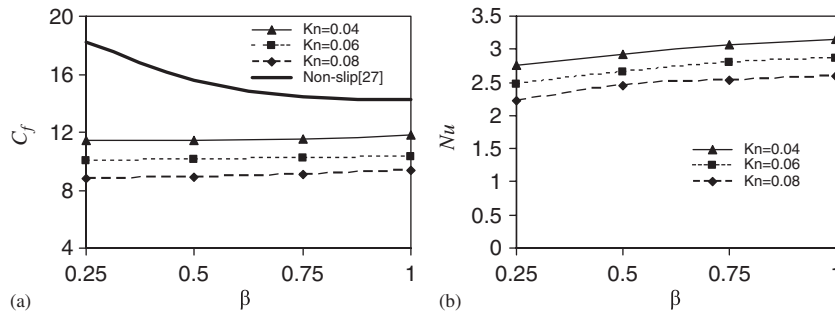 20
16
12
8
4
C_f
Kn=0.04
Kn=0.06
Kn=0.08
Non-slip[27]
0.25
0.5
0.75
1
(a)
β
3.5
3
2.5
2
1.5
1
0.5
0
Nu
Kn=0.04
Kn=0.06
Kn=0.08
0.25
0.5
0.75
1
(b)
β